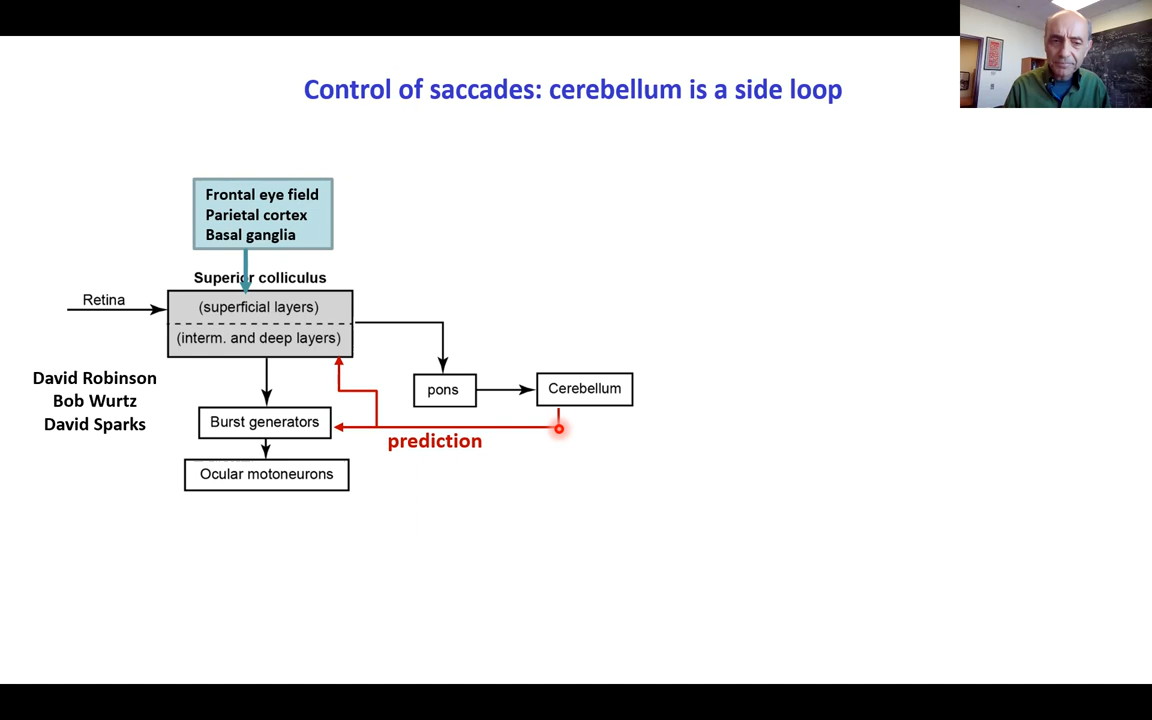 Control of saccades: cerebellum is a side loop
Frontal eye field
Parietal cortex
Basal ganglia
Superior colliculus
Retina
(superficial layers)
(interm. and deep layers)
David Robinson
Bob Wurtz
David Sparks
pons
Cerebellum
Burst generators
prediction
Ocular motoneurons